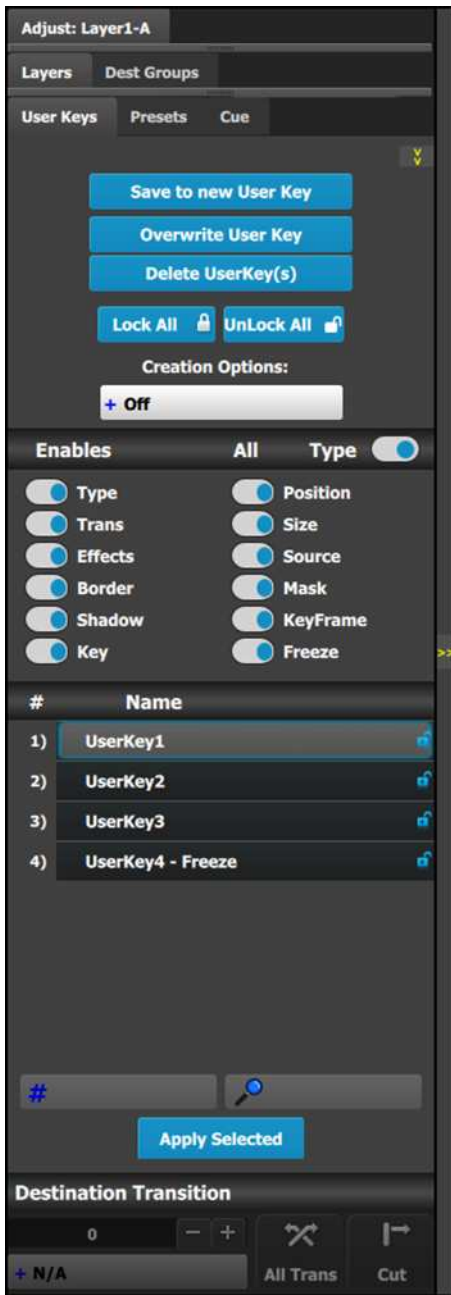 Adjust: Layer1-A
Layers Dest Groups
User Keys Presets Cue
Save to new User Key
Overwrite User Key
Delete UserKey(s)
Lock All UnLock All
Creation Options:
+ Off
Enables All Type
Type Position
Trans Size
Effects Source
Border Mask
Shadow KeyFrame
Key Freeze
>>
# Name
1) UserKey1
2) UserKey2
3) UserKey3
4) UserKey4 - Freeze
#
Apply Selected
Destination Transition
0 − +
+ N/A All Trans Cut